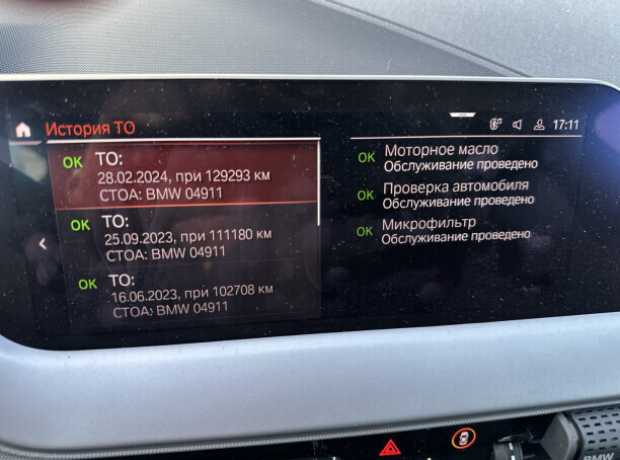 История ТО
17:11
OK ТО:
28.02.2024, при 129293 км
СТОА: BMW 04911
OK ТО:
25.09.2023, при 111180 км
СТОА: BMW 04911
OK ТО:
16.06.2023, при 102708 км
СТОА: BMW 04911
OK Моторное масло
Обслуживание проведено
OK Проверка автомобиля
Обслуживание проведено
OK Микрофильтр
Обслуживание проведено
BMW